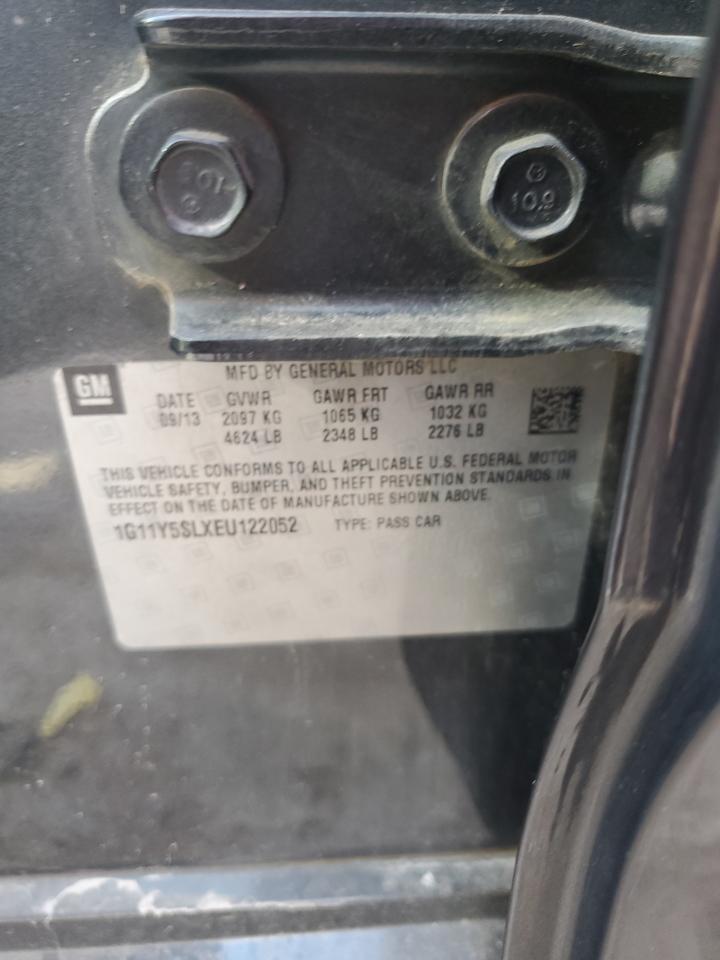 10.9
MFD BY GENERAL MOTORS LLC
GM
DATE GVWR GAWR FRT GAWR RR
09/13 2097 KG 1065 KG 1032 KG
4624 LB 2348 LB 2276 LB
THIS VEHICLE CONFORMS TO ALL APPLICABLE U.S. FEDERAL MOTOR
VEHICLE SAFETY, BUMPER, AND THEFT PREVENTION STANDARDS IN
EFFECT ON THE DATE OF MANUFACTURE SHOWN ABOVE.
1G11Y5SLXEU122052 TYPE: PASS CAR